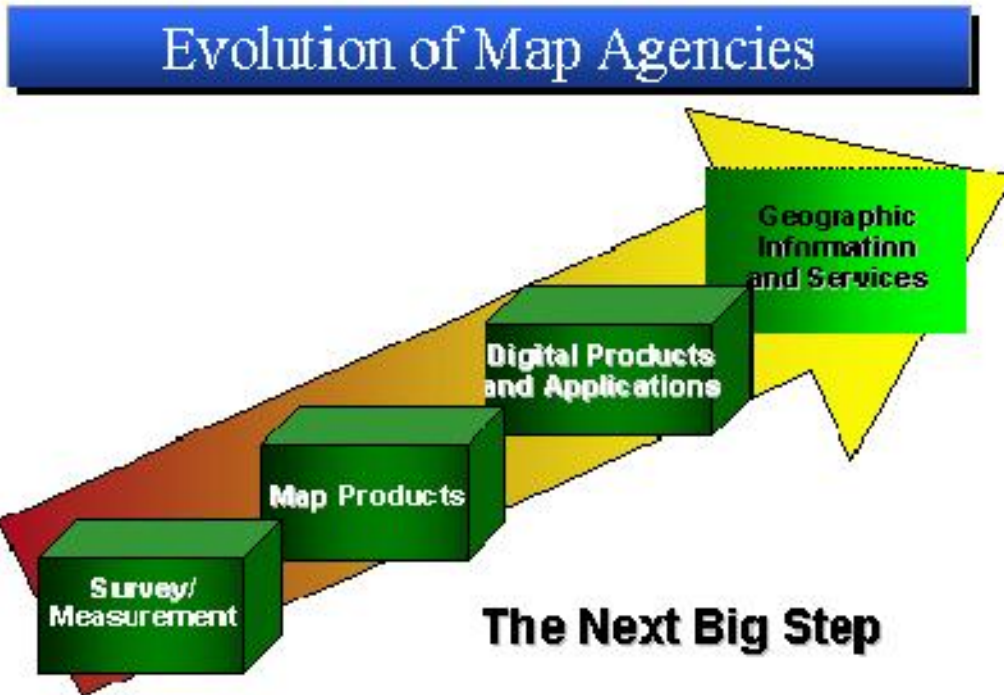 Evolution of Map Agencies
Geographic
Information
and Services
Digital Products
and Applications
Map Products
Survey/
Measurement
The Next Big Step